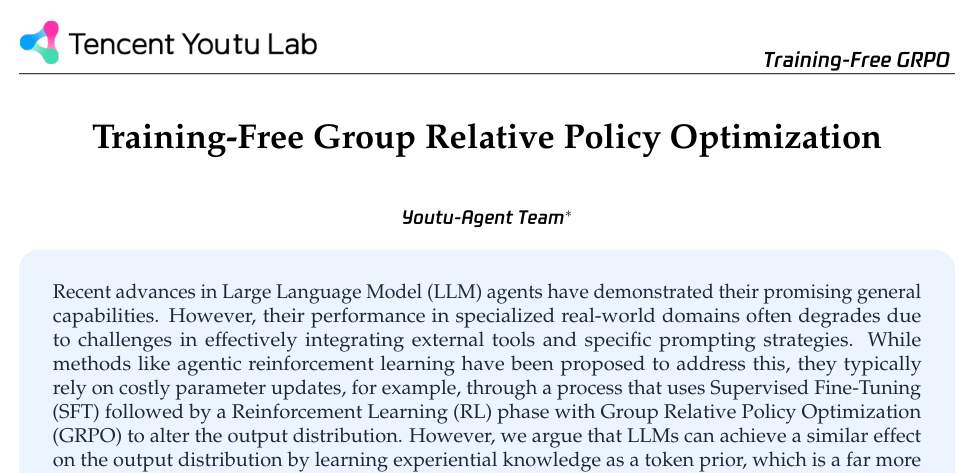 Tencent Youtu Lab
Training-Free GRPO
Training-Free Group Relative Policy Optimization
Youtu-Agent Team*
Recent advances in Large Language Model (LLM) agents have demonstrated their promising general
capabilities. However, their performance in specialized real-world domains often degrades due
to challenges in effectively integrating external tools and specific prompting strategies. While
methods like agentic reinforcement learning have been proposed to address this, they typically
rely on costly parameter updates, for example, through a process that uses Supervised Fine-Tuning
(SFT) followed by a Reinforcement Learning (RL) phase with Group Relative Policy Optimization
(GRPO) to alter the output distribution. However, we argue that LLMs can achieve a similar effect
on the output distribution by learning experiential knowledge as a token prior, which is a far more